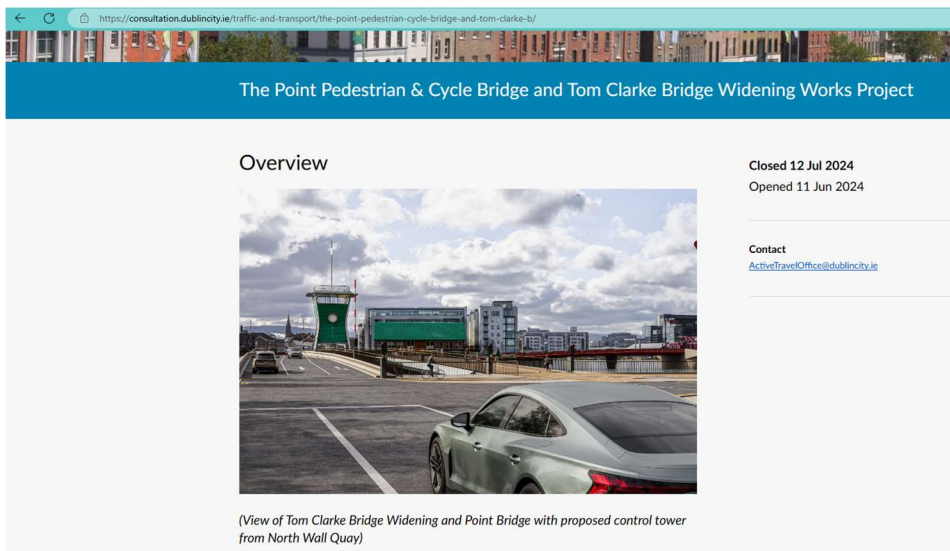 https://consultation.dublincity.ie/traffic-and-transport/the-point-pedestrian-cycle-bridge-and-tom-clarke-b/
The Point Pedestrian & Cycle Bridge and Tom Clarke Bridge Widening Works Project
Overview
(View of Tom Clarke Bridge Widening and Point Bridge with proposed control tower
from North Wall Quay)
Closed 12 Jul 2024
Opened 11 Jun 2024
Contact
ActiveTravelOffice@dublincity.ie